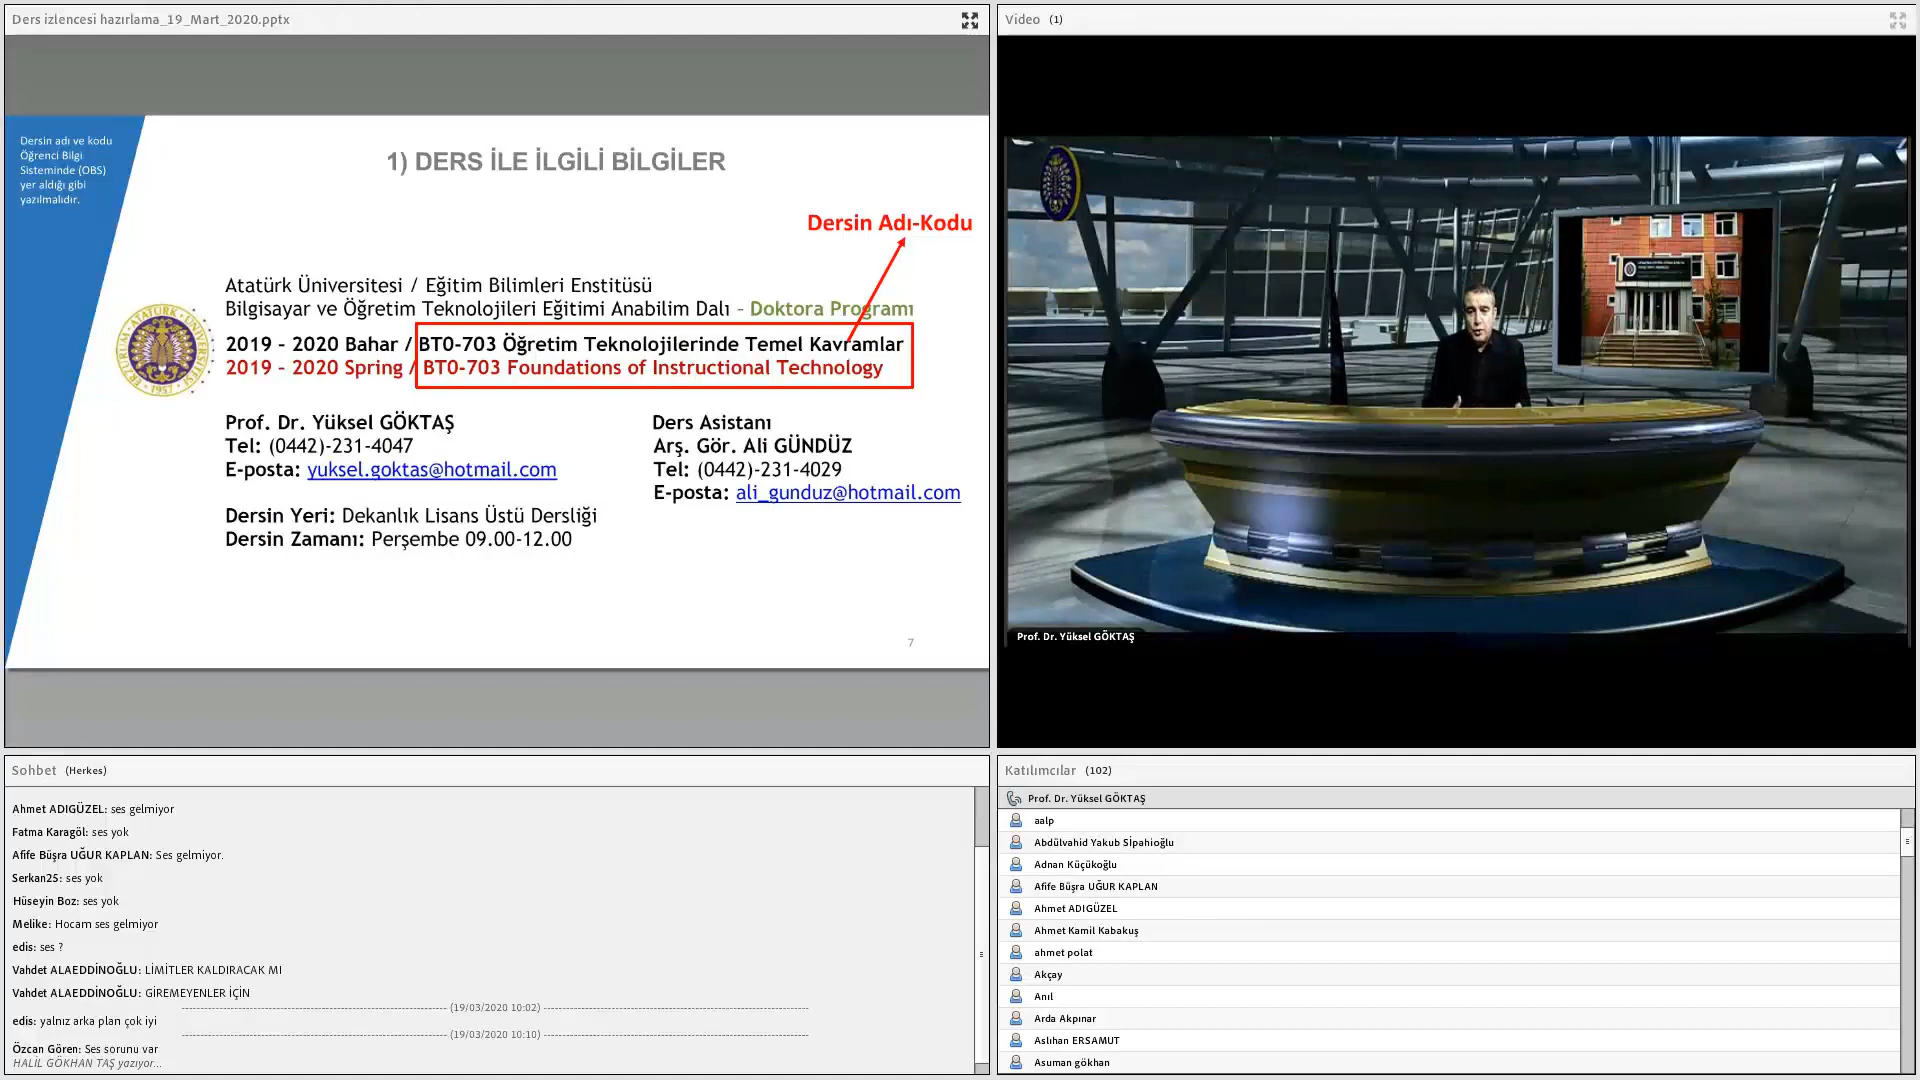 Ders izlencesi hazırlama_19_Mart_2020.pptx
Dersin adı ve kodu
Öğrenci Bilgi
Sisteminde (OBS)
yer aldığı gibi
yazılmalıdır.
1) DERS İLE İLGİLİ BİLGİLER
Dersin Adı-Kodu
Atatürk Üniversitesi / Eğitim Bilimleri Enstitüsü
Bilgisayar ve Öğretim Teknolojileri Eğitimi Anabilim Dalı - Doktora Programı
2019 - 2020 Bahar / BTÖ-703 Öğretim Teknolojilerinde Temel Kavramlar
2019 - 2020 Spring / BTO-703 Foundations of Instructional Technology
ATATÜRK ÜNİVERSİTESİ
ERZURUM
1957
Prof. Dr. Yüksel GÖKTAŞ
Tel: (0442)-231-4047
E-posta: yuksel.goktas@hotmail.com
Ders Asistanı
Arş. Gör. Ali GÜNDÜZ
Tel: (0442)-231-4029
E-posta: ali_gunduz@hotmail.com
Dersin Yeri: Dekanlık Lisans Üstü Dersliği
Dersin Zamanı: Perşembe 09.00-12.00
7
Video (1)
Prof. Dr. Yüksel GÖKTAŞ
Sohbet (Herkes)
Ahmet ADIGÜZEL: ses gelmiyor
Fatma Karagöl: ses yok
Afife Büşra UĞUR KAPLAN: Ses gelmiyor.
Serkan25: ses yok
Hüseyin Boz: ses yok
Melike: Hocam ses gelmiyor
edis: ses ?
Vahdet ALAEDDİNOĞLU: LİMİTLER KALDIRACAK MI
Vahdet ALAEDDİNOĞLU: GİREMEYENLER İÇİN
(19/03/2020 10:02)
edis: yalnız arka plan çok iyi
(19/03/2020 10:10)
Özcan Gören: Ses sorunu var
HALİL GÖKHAN TAŞ yazıyor...
Katılımcılar (102)
Prof. Dr. Yüksel GÖKTAŞ
aalp
Abdülvahid Yakub Sİpahioğlu
Adnan Küçükoğlu
Afife Büşra UĞUR KAPLAN
Ahmet ADIGÜZEL
Ahmet Kamil Kabakuş
ahmet polat
Akçay
Anıl
Arda Akpınar
Aslıhan ERSAMUT
Asuman gökhan